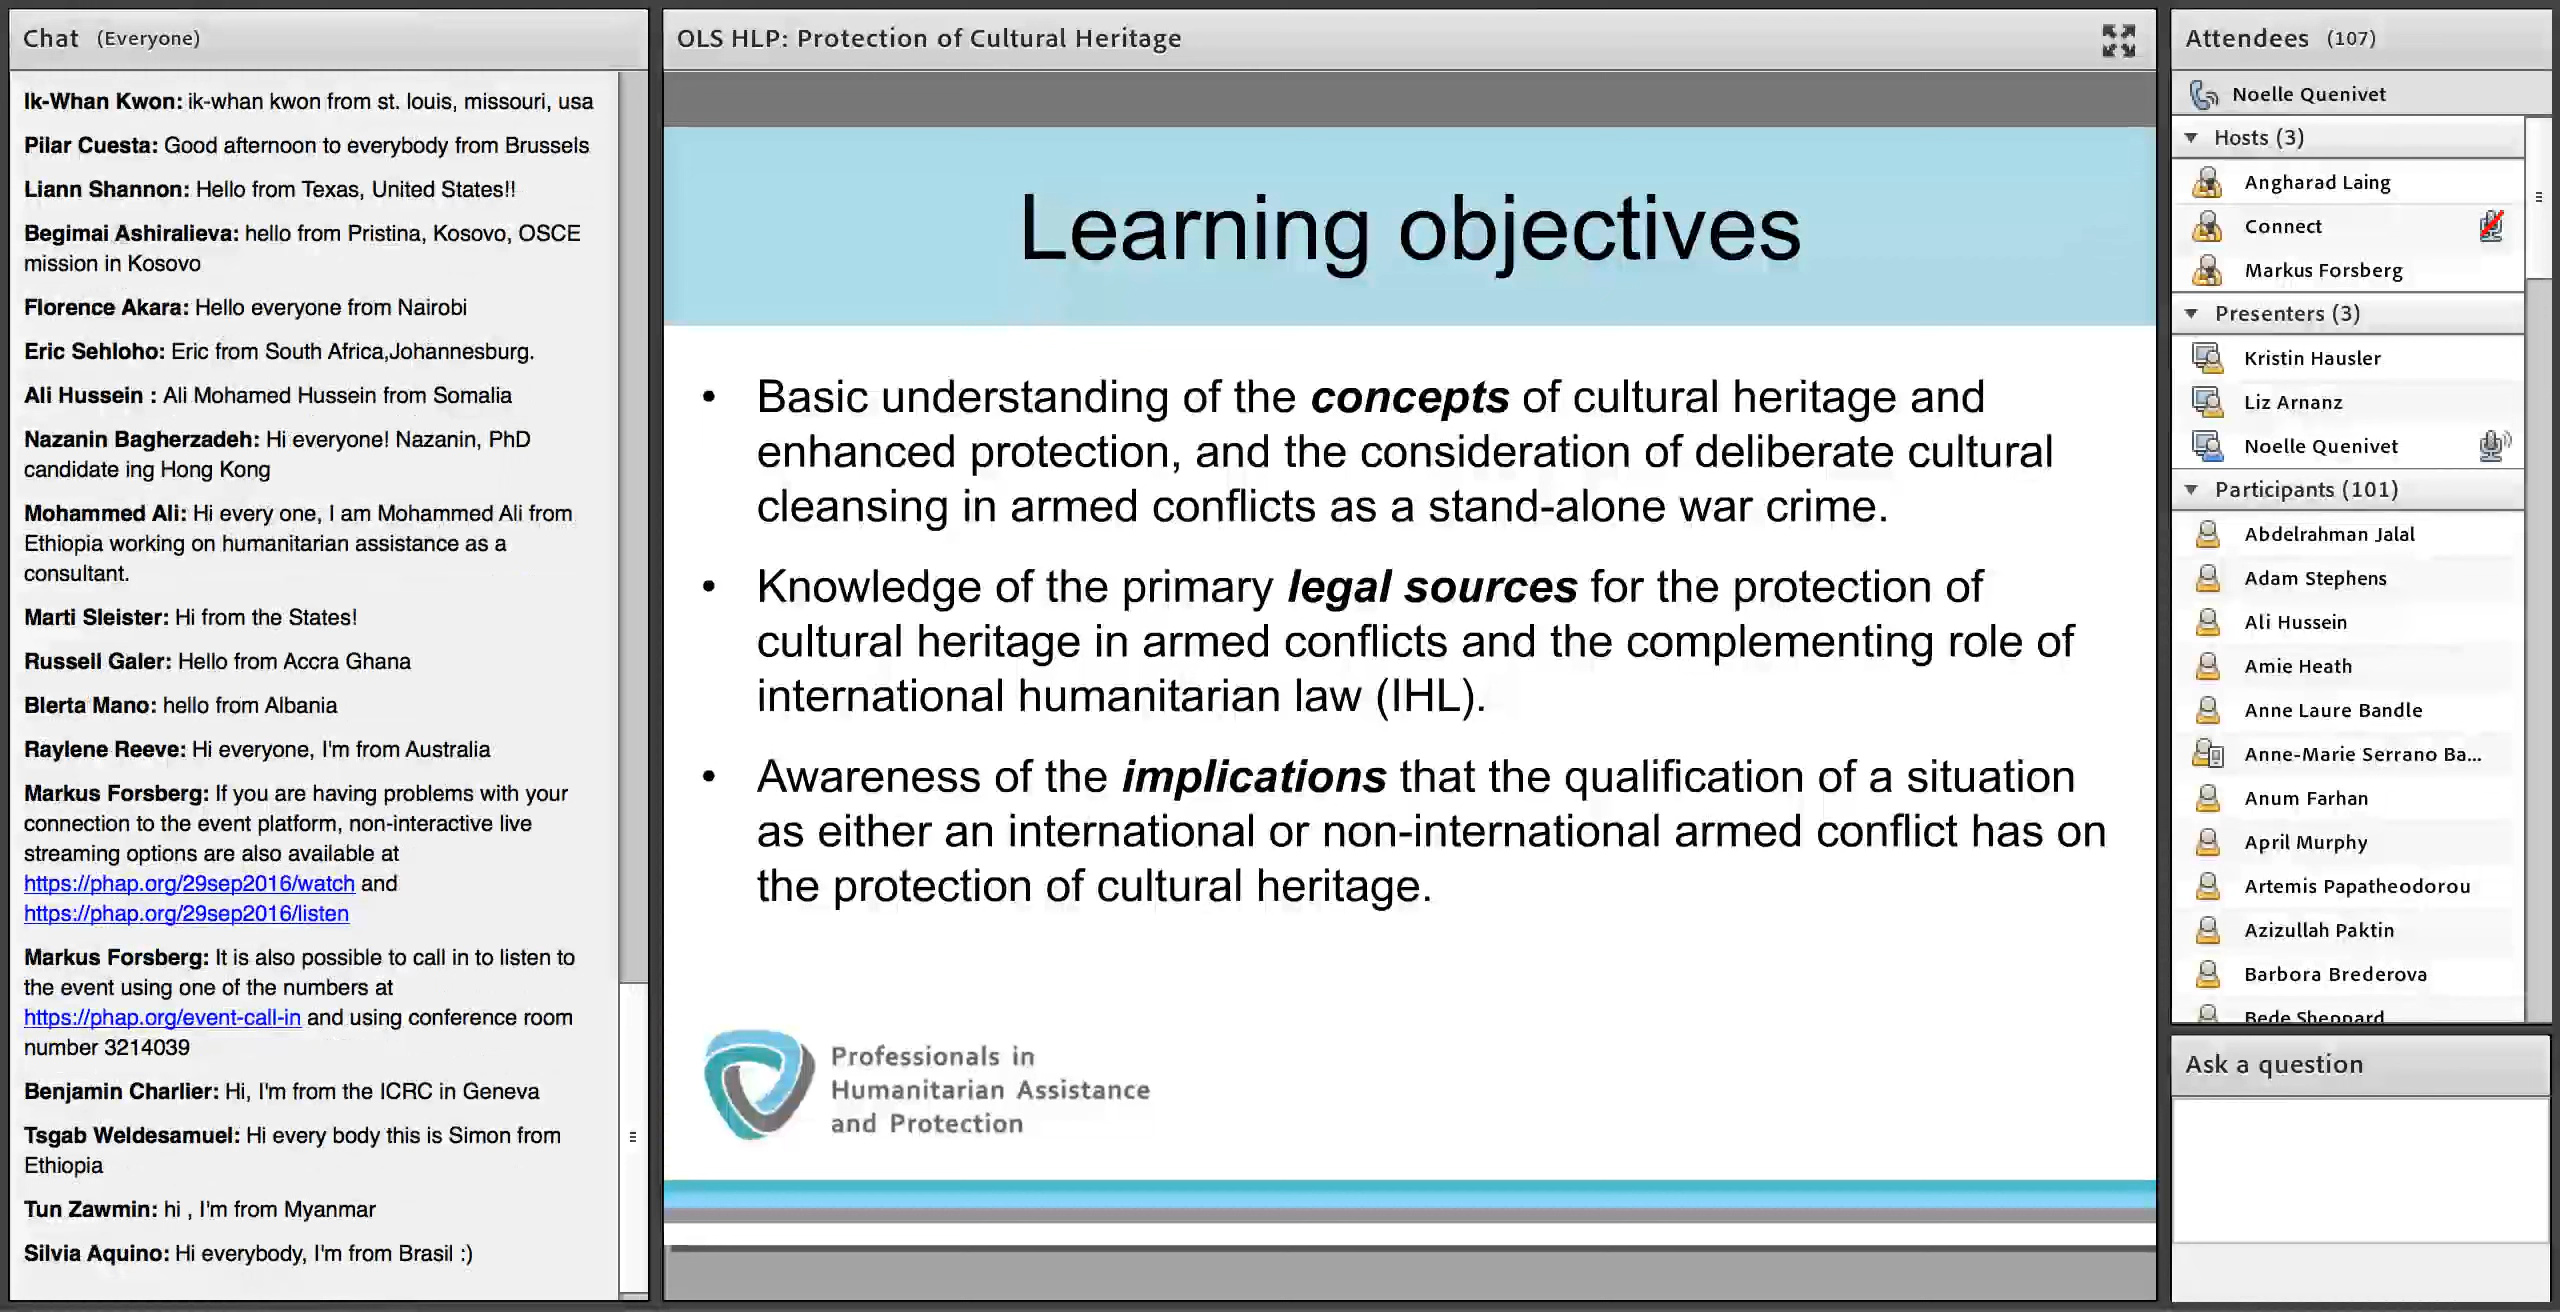 Chat (Everyone)
Ik-Whan Kwon: ik-whan kwon from st. louis, missouri, usa
Pilar Cuesta: Good afternoon to everybody from Brussels
Liann Shannon: Hello from Texas, United States!!
Begimai Ashiralieva: hello from Pristina, Kosovo, OSCE
mission in Kosovo
Florence Akara: Hello everyone from Nairobi
Eric Sehloho: Eric from South Africa,Johannesburg.
Ali Hussein : Ali Mohamed Hussein from Somalia
Nazanin Bagherzadeh: Hi everyone! Nazanin, PhD
candidate ing Hong Kong
Mohammed Ali: Hi every one, I am Mohammed Ali from
Ethiopia working on humanitarian assistance as a
consultant.
Marti Sleister: Hi from the States!
Russell Galer: Hello from Accra Ghana
Blerta Mano: hello from Albania
Raylene Reeve: Hi everyone, I'm from Australia
Markus Forsberg: If you are having problems with your
connection to the event platform, non-interactive live
streaming options are also available at
https://phap.org/29sep2016/watch and
https://phap.org/29sep2016/listen
Markus Forsberg: It is also possible to call in to listen to
the event using one of the numbers at
https://phap.org/event-call-in and using conference room
number 3214039
Benjamin Charlier: Hi, I'm from the ICRC in Geneva
Tsgab Weldesamuel: Hi every body this is Simon from
Ethiopia
Tun Zawmin: hi , I'm from Myanmar
Silvia Aquino: Hi everybody, I'm from Brasil :)
OLS HLP: Protection of Cultural Heritage
Learning objectives
• Basic understanding of the concepts of cultural heritage and
enhanced protection, and the consideration of deliberate cultural
cleansing in armed conflicts as a stand-alone war crime.
• Knowledge of the primary legal sources for the protection of
cultural heritage in armed conflicts and the complementing role of
international humanitarian law (IHL).
• Awareness of the implications that the qualification of a situation
as either an international or non-international armed conflict has on
the protection of cultural heritage.
Professionals in
Humanitarian Assistance
and Protection
Attendees (107)
Noelle Quenivet
Hosts (3)
Angharad Laing
Connect
Markus Forsberg
Presenters (3)
Kristin Hausler
Liz Arnanz
Noelle Quenivet
Participants (101)
Abdelrahman Jalal
Adam Stephens
Ali Hussein
Amie Heath
Anne Laure Bandle
Anne-Marie Serrano Ba...
Anum Farhan
April Murphy
Artemis Papatheodorou
Azizullah Paktin
Barbora Brederova
Bede Sheppard
Ask a question